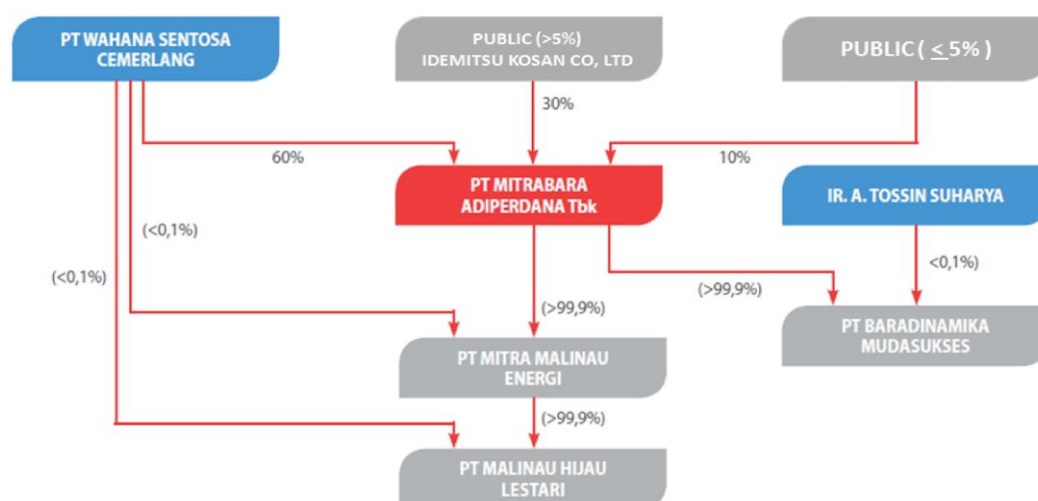 PT WAHANA SENTOSA
CEMERLANG
PUBLIC (>5%)
IDEMITSU KOSAN CO, LTD
PUBLIC ( ≤ 5% )
30%
60%
10%
PT MITRABARA
ADIPERDANA Tbk
IR. A. TOSSIN SUHARYA
(<0,1%)
(<0,1%)
<0,1%)
(>99,9%)
(>99,9%)
PT BARADINAMIKA
MUDASUKSES
PT MITRA MALINAU
ENERGI
(>99,9%)
PT MALINAU HIJAU
LESTARI